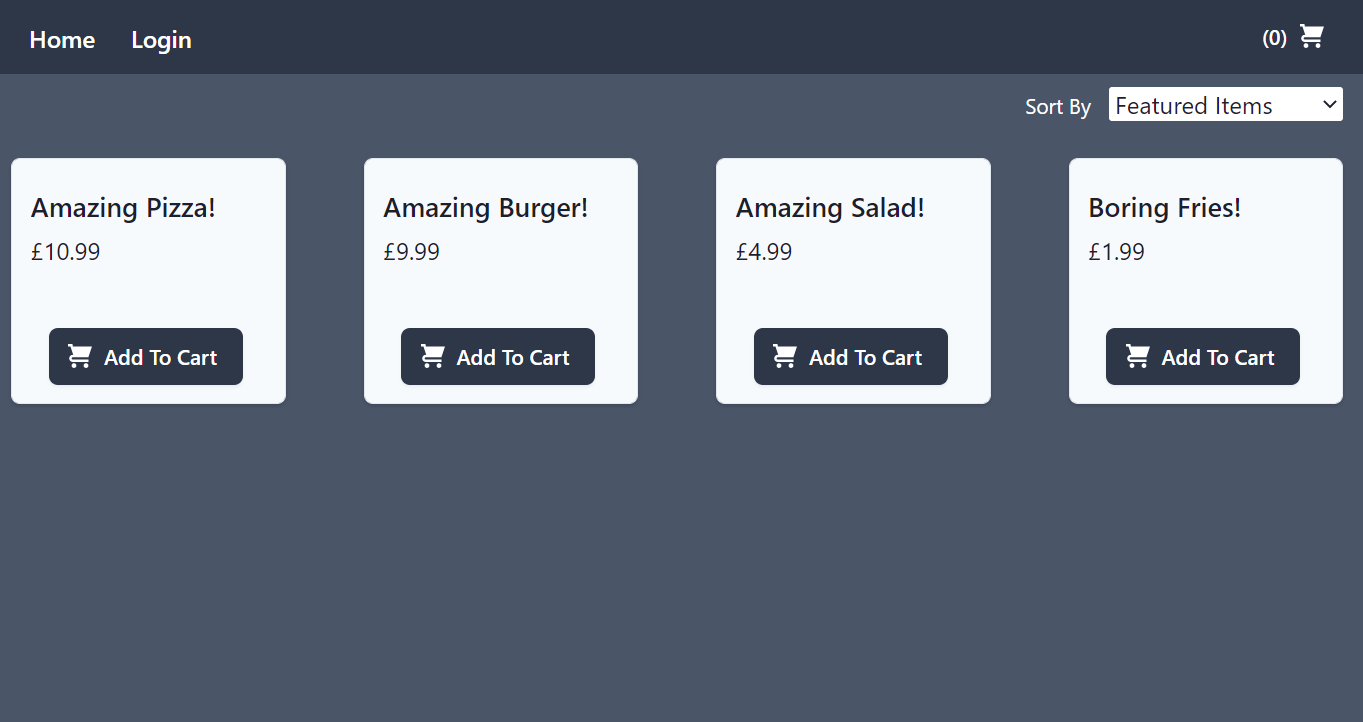 Home Login (0)
Sort By Featured Items
Amazing Pizza!
£10.99
Add To Cart
Amazing Burger!
£9.99
Add To Cart
Amazing Salad!
£4.99
Add To Cart
Boring Fries!
£1.99
Add To Cart